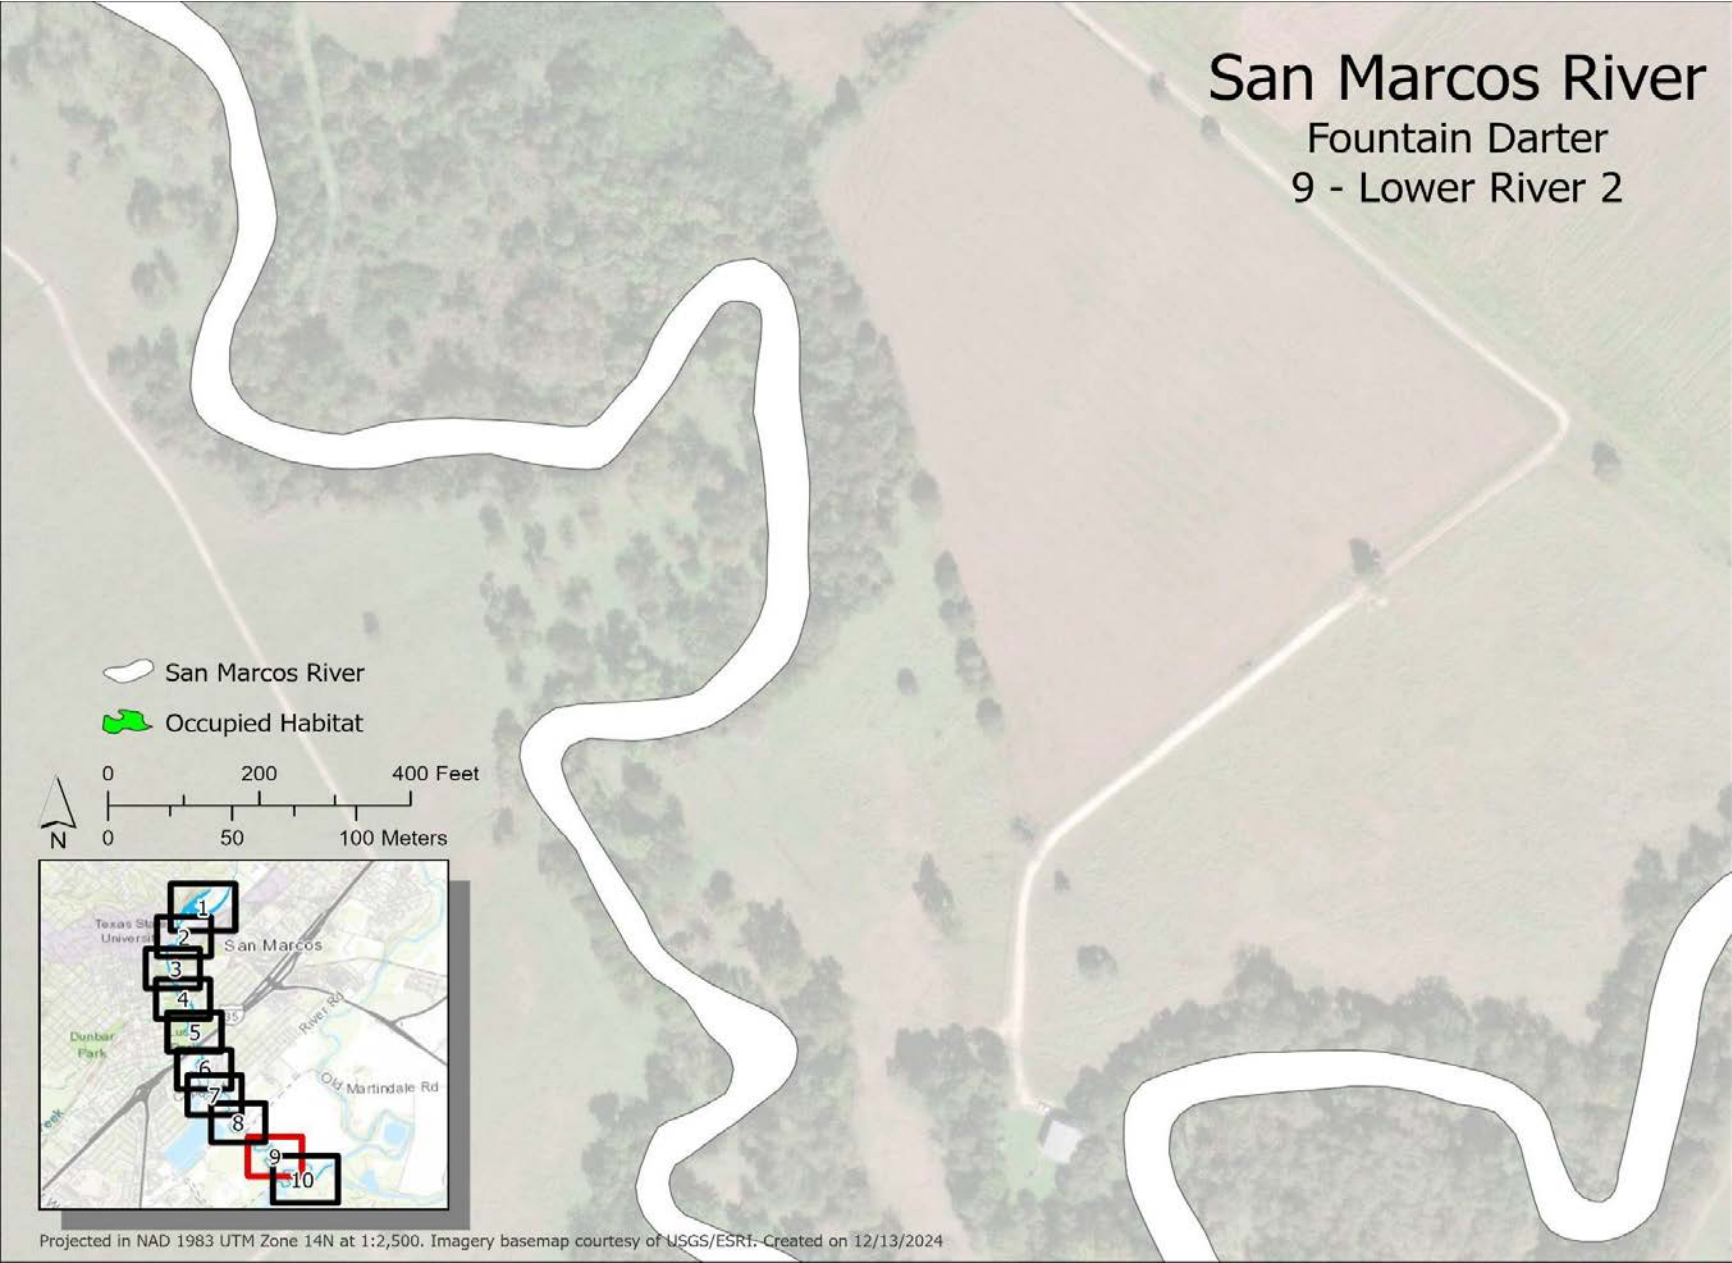 San Marcos River
Fountain Darter
9 - Lower River 2
San Marcos River
Occupied Habitat
0 200 400 Feet
0 50 100 Meters
N
1
Texas
2
San Marcos
3
4
35
River Rd
5
Dunbar
Park
6
7
Old Martindale Rd
8
eek
9
10
Projected in NAD 1983 UTM Zone 14N at 1:2,500. Imagery basemap courtesy of USGS/ESRI. Created on 12/13/2024